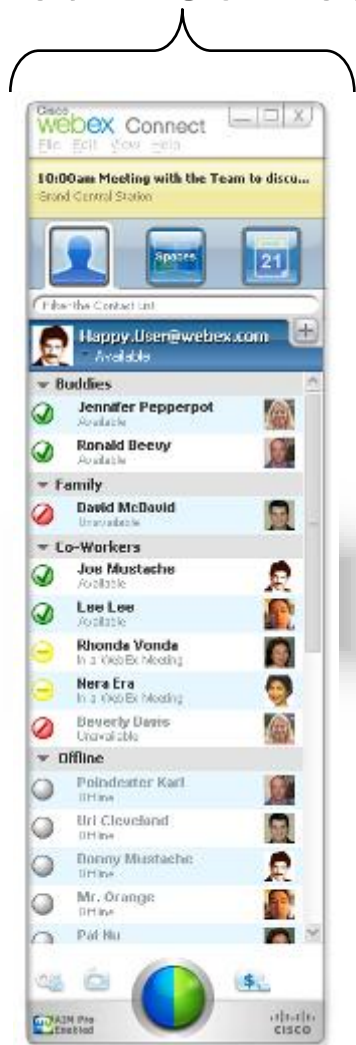 Cisco
webex Connect
File Edit View Help
10:00am Meeting with the Team to discu...
Grand Central Station
Spaces
21
Filter the Contact List
Happy.User@webex.com
Available
Buddies
Jennifer Pepperpot
Available
Ronald Beevy
Available
Family
David McDavid
Unavailable
Co-Workers
Joe Mustache
Available
Lee Lee
Available
Rhonda Vonda
In a WebEx Meeting
Nera Era
In a WebEx Meeting
Beverly Davis
Unavailable
Offline
Poindexter Karl
Offline
Uri Cleveland
Offline
Donny Mustache
Offline
Mr. Orange
Offline
Pal Nu
$
AIM Pro
Enabled
CISCO